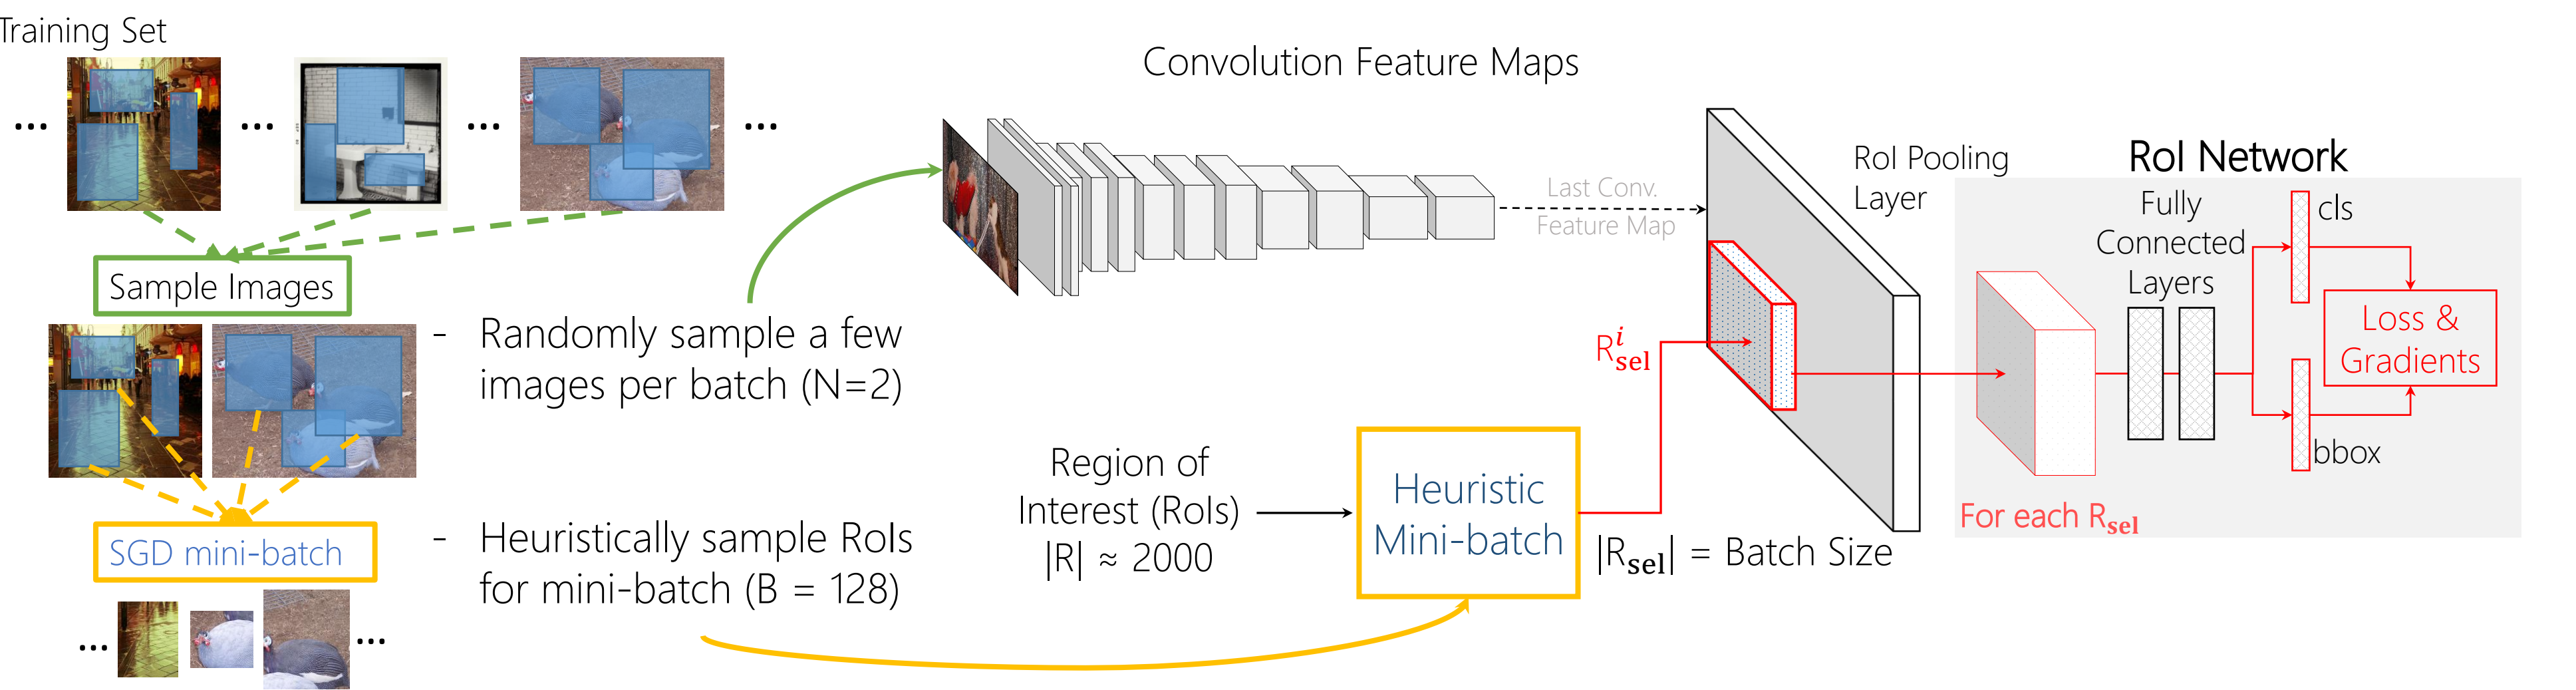 Training Set
... ... ... ...
Sample Images
- Randomly sample a few
images per batch (N=2)
SGD mini-batch
- Heuristically sample RoIs
for mini-batch (B = 128)
... ...
Convolution Feature Maps
Last Conv.
Feature Map
Region of
Interest (RoIs)
|R| ≈ 2000
Heuristic
Mini-batch
R^i_sel
|R_sel| = Batch Size
RoI Pooling
Layer
RoI Network
Fully
Connected
Layers
cls
Loss &
Gradients
bbox
For each R_sel